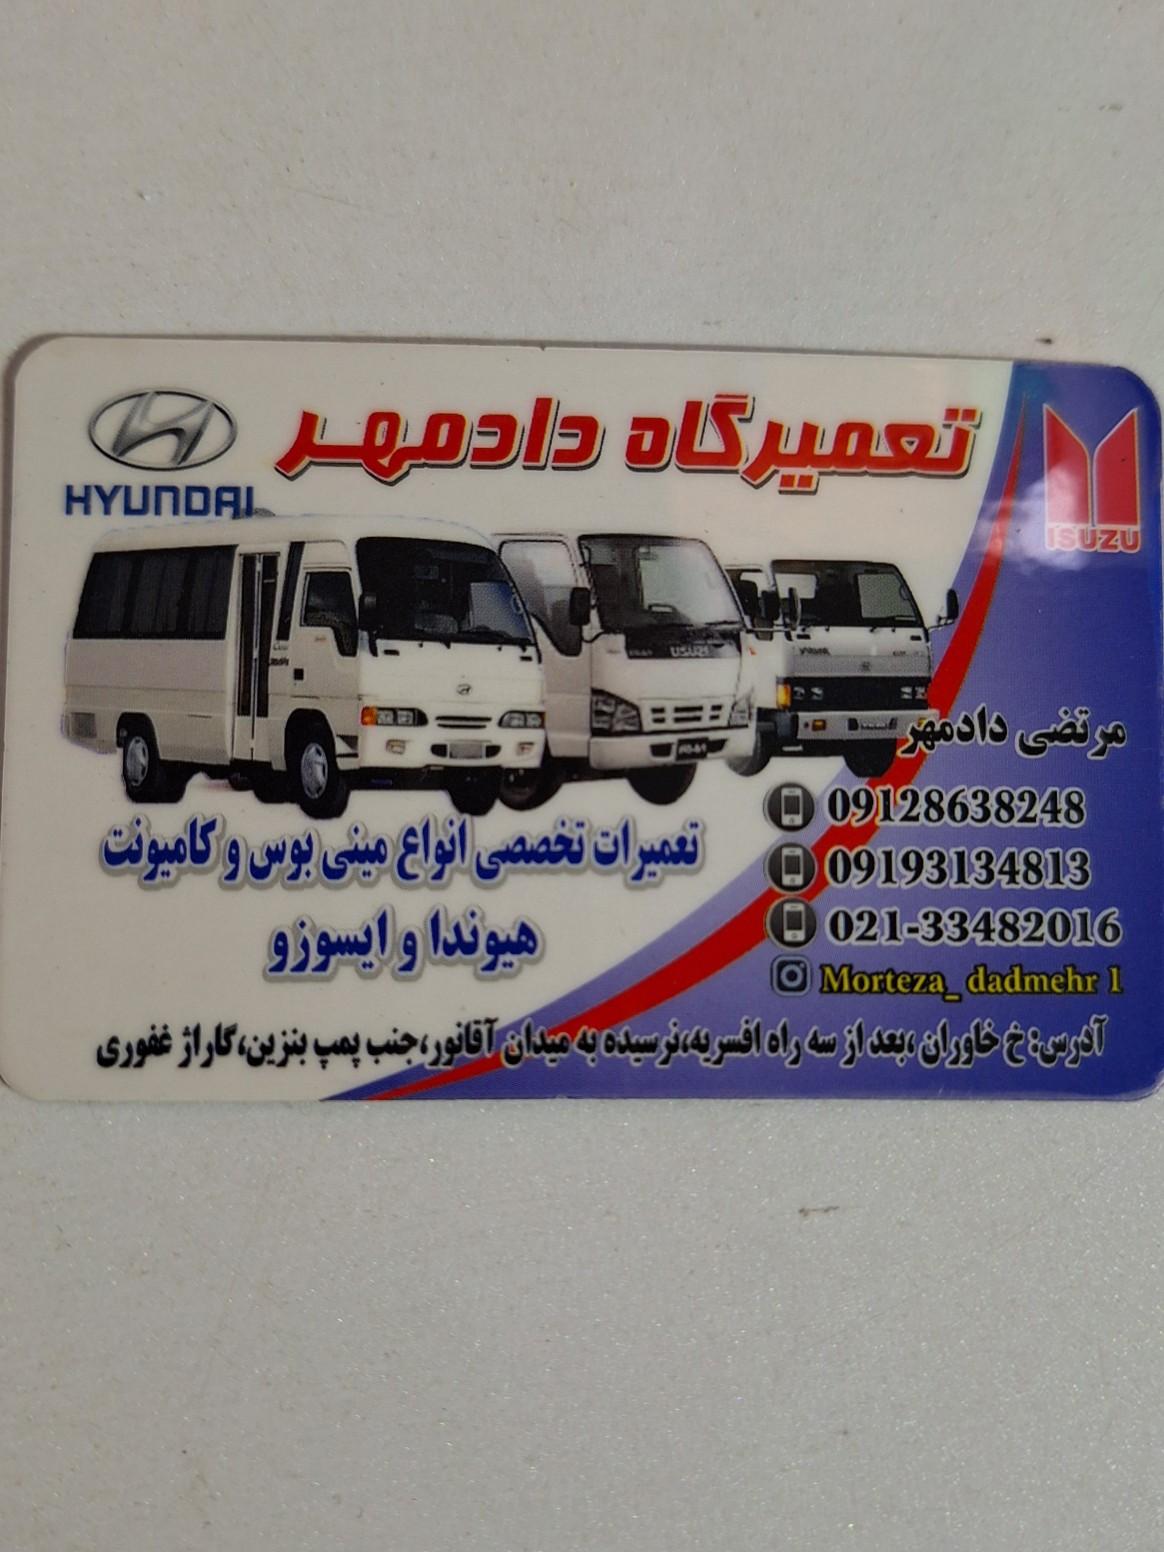 تعمیرگاه دادمهر
HYUNDAI
ISUZU
ISUZU
مرتضی دادمهر
09128638248
09193134813
021-33482016
Morteza_ dadmehr 1
تعمیرات تخصصی انواع مینی بوس و کامیونت
هیوندا و ایسوزو
آدرس: خ خاوران ،بعد از سه راه افسریه،نرسیده به میدان آقانور،جنب پمپ بنزین،گاراژ غفوری